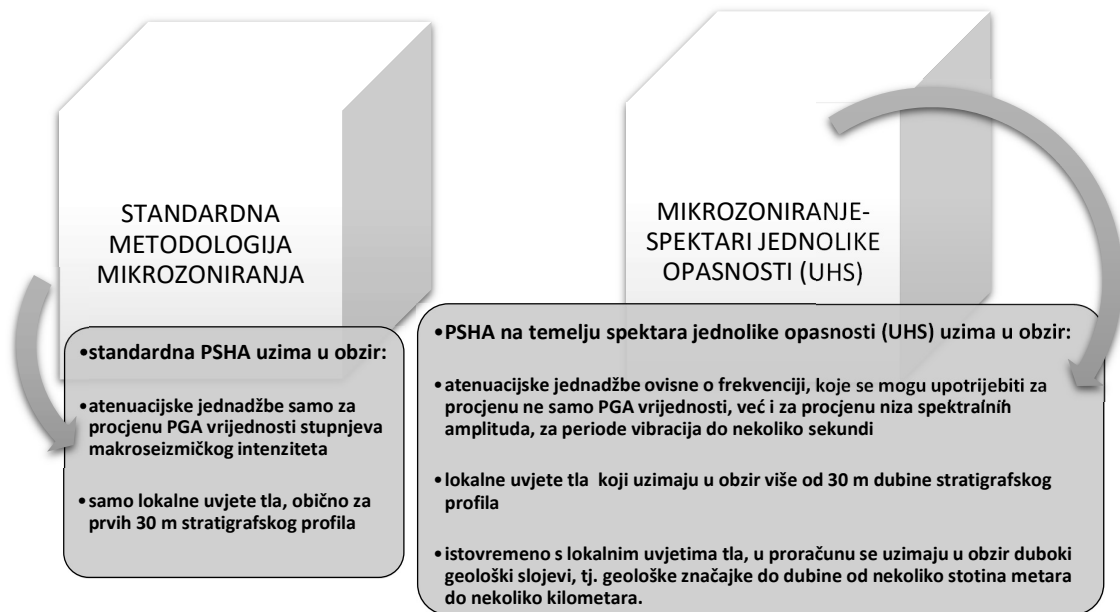 STANDARDNA
METODOLOGIJA
MIKROZONIRANJA
•standardna PSHA uzima u obzir:
•atenuacijske jednadžbe samo za
procjenu PGA vrijednosti stupnjeva
makroseizmičkog intenziteta
•samo lokalne uvjete tla, obično za
prvih 30 m stratigrafskog profila
MIKROZONIRANJE-
SPEKTARI JEDNOLIKE
OPASNOSTI (UHS)
•PSHA na temelju spektara jednolike opasnosti (UHS) uzima u obzir:
•atenuacijske jednadžbe ovisne o frekvenciji, koje se mogu upotrijebiti za
procjenu ne samo PGA vrijednosti, već i za procjenu niza spektralnih
amplituda, za periode vibracija do nekoliko sekundi
•lokalne uvjete tla koji uzimaju u obzir više od 30 m dubine stratigrafskog
profila
•istovremeno s lokalnim uvjetima tla, u proračunu se uzimaju u obzir duboki
geološki slojevi, tj. geološke značajke do dubine od nekoliko stotina metara
do nekoliko kilometara.